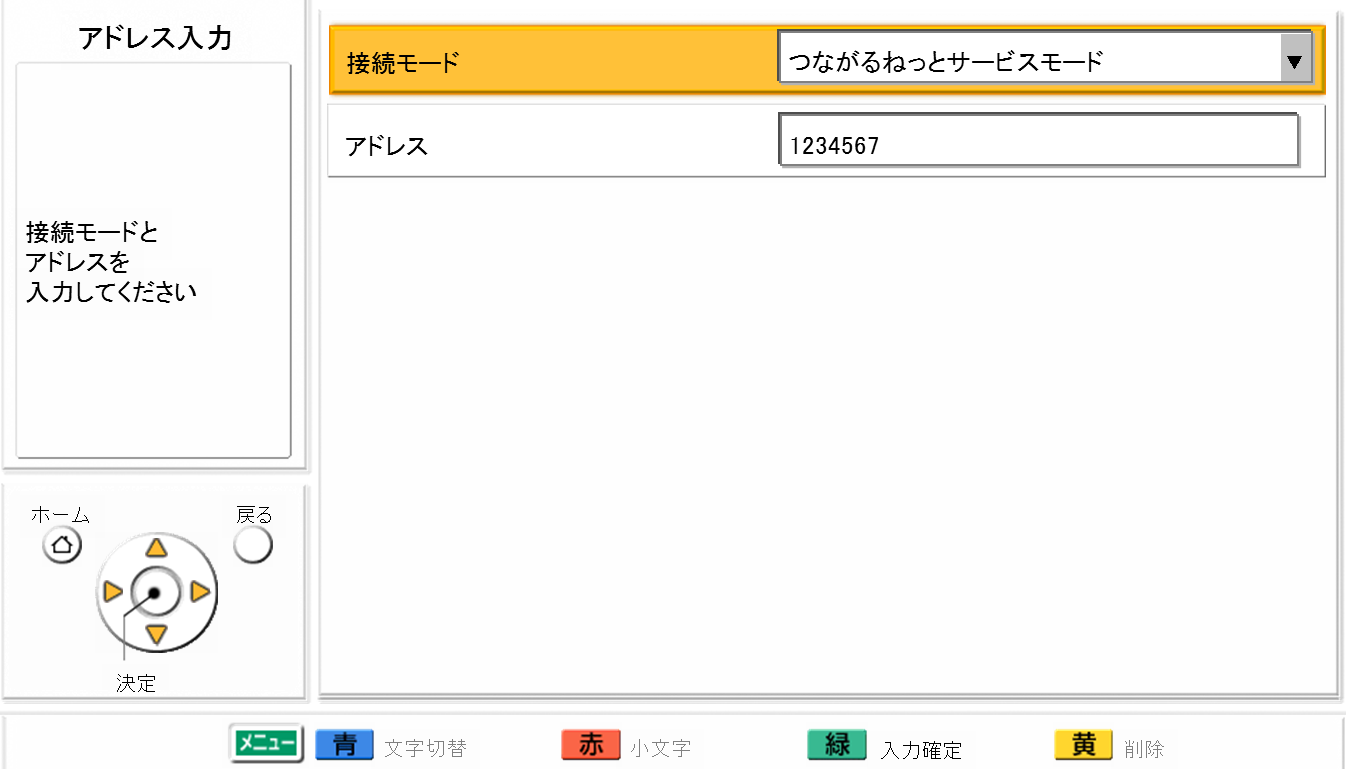 アドレス入力
接続モードと
アドレスを
入力してください
接続モード
つながるねっとサービスモード
▼
アドレス
1234567
ホーム
戻る
決定
メニュー
青
文字切替
赤
小文字
緑
入力確定
黄
削除